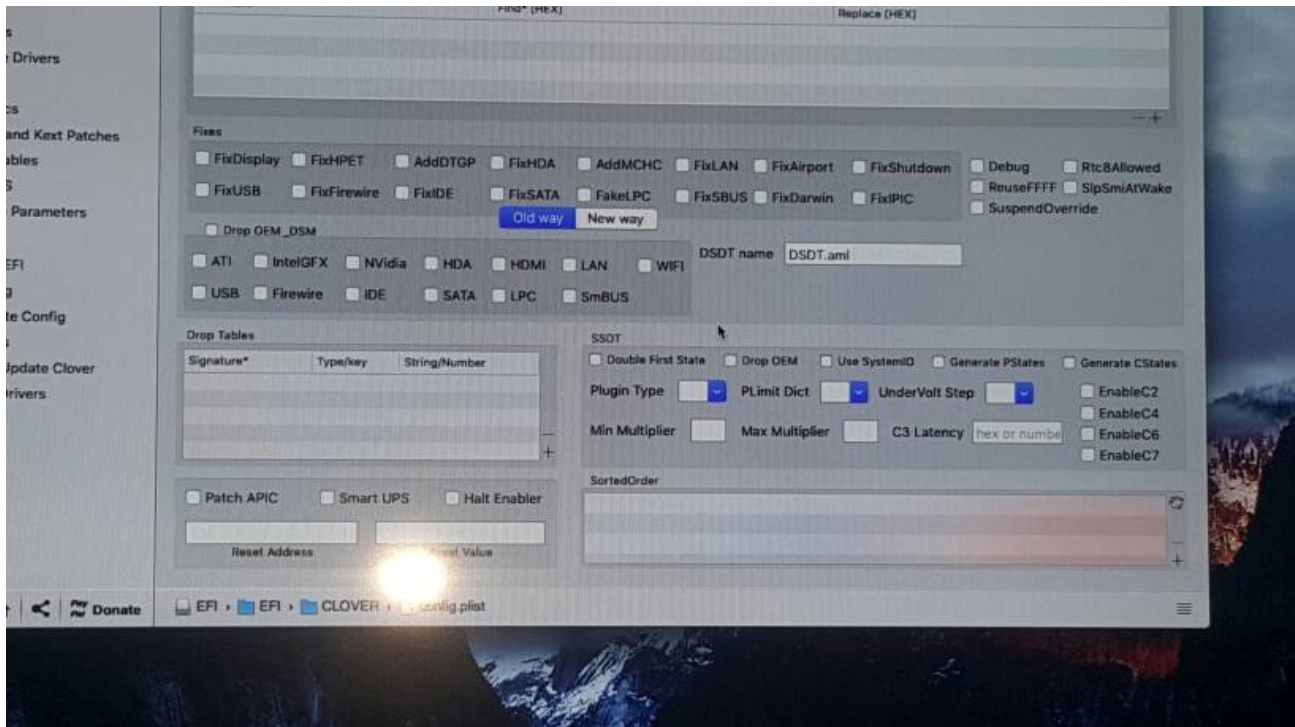 Find* [HEX] Replace [HEX]
Drivers
cs
and Kext Patches
ables
S
Parameters
EFI
g
te Config
s
Update Clover
rivers
Fixes
FixDisplay FixHPET AddDTGP FixHDA AddMCHC FixLAN FixAirport FixShutdown Debug Rtc8Allowed
FixUSB FixFirewire FixIDE FixSATA FakeLPC FixSBUS FixDarwin FixIPIC ReuseFFFF SlpSmiAtWake
SuspendOverride
Old way New way
Drop OEM_DSM
DSDT name DSDT.aml
ATI IntelGFX NVidia HDA HDMI LAN WIFI
USB Firewire IDE SATA LPC SmBUS
Drop Tables
Signature* Type/key String/Number
SSDT
Double First State Drop OEM Use SystemIO Generate PStates Generate CStates
Plugin Type PLimit Dict UnderVolt Step EnableC2
EnableC4
Min Multiplier Max Multiplier C3 Latency hex or numbe EnableC6
EnableC7
Patch APIC Smart UPS Halt Enabler
Reset Address Value
SortedOrder
Donate
EFI › EFI › CLOVER › config.plist